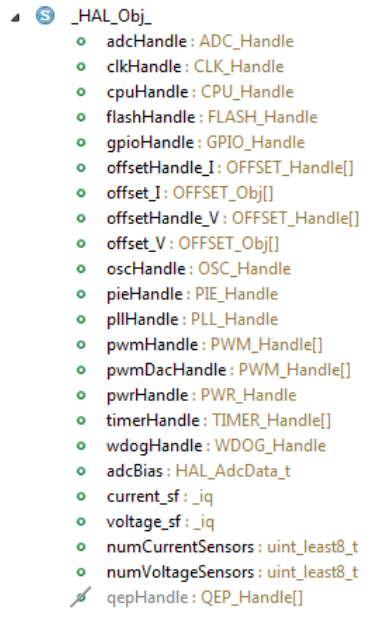 _HAL_Obj_
adcHandle : ADC_Handle
clkHandle : CLK_Handle
cpuHandle : CPU_Handle
flashHandle : FLASH_Handle
gpioHandle : GPIO_Handle
offsetHandle_I : OFFSET_Handle[]
offset_I : OFFSET_Obj[]
offsetHandle_V : OFFSET_Handle[]
offset_V : OFFSET_Obj[]
oscHandle : OSC_Handle
pieHandle : PIE_Handle
pllHandle : PLL_Handle
pwmHandle : PWM_Handle[]
pwmDacHandle : PWM_Handle[]
pwrHandle : PWR_Handle
timerHandle : TIMER_Handle[]
wdogHandle : WDOG_Handle
adcBias : HAL_AdcData_t
current_sf : _iq
voltage_sf : _iq
numCurrentSensors : uint_least8_t
numVoltageSensors : uint_least8_t
qepHandle : QEP_Handle[]